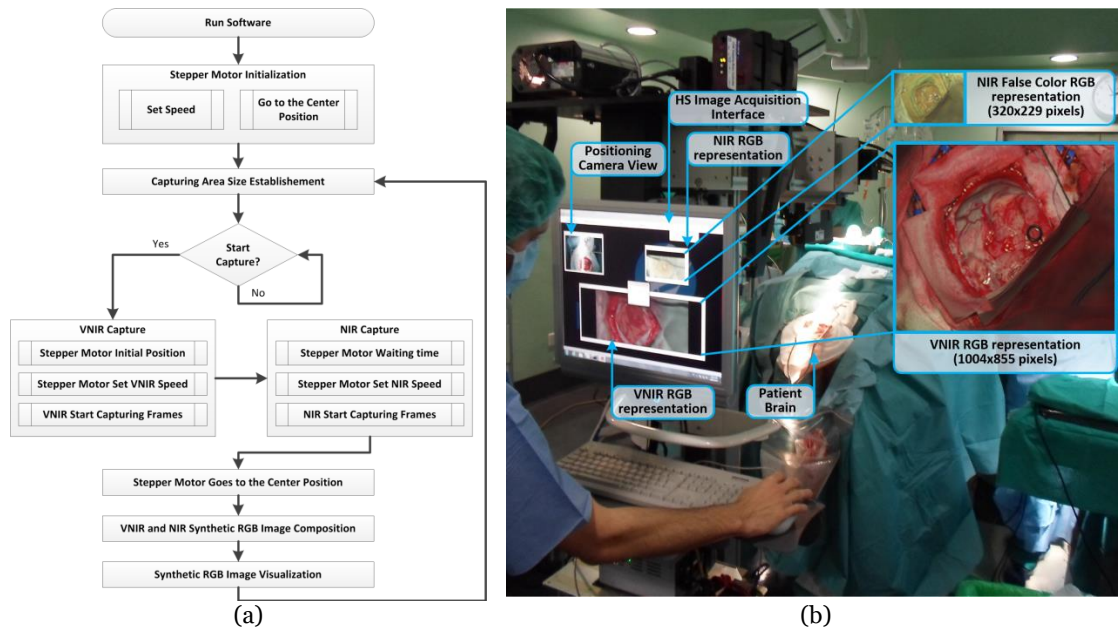 Run Software
Stepper Motor Initialization
Set Speed
Go to the Center
Position
Capturing Area Size Establishement
Yes
Start
Capture?
No
VNIR Capture
Stepper Motor Initial Position
Stepper Motor Set VNIR Speed
VNIR Start Capturing Frames
NIR Capture
Stepper Motor Waiting time
Stepper Motor Set NIR Speed
NIR Start Capturing Frames
Stepper Motor Goes to the Center Position
VNIR and NIR Synthetic RGB Image Composition
Synthetic RGB Image Visualization
(a)
HS Image Acquisition
Interface
NIR False Color RGB
representation
(320x229 pixels)
Positioning
Camera View
NIR RGB
representation
VNIR RGB representation
(1004x855 pixels)
VNIR RGB
representation
Patient
Brain
(b)